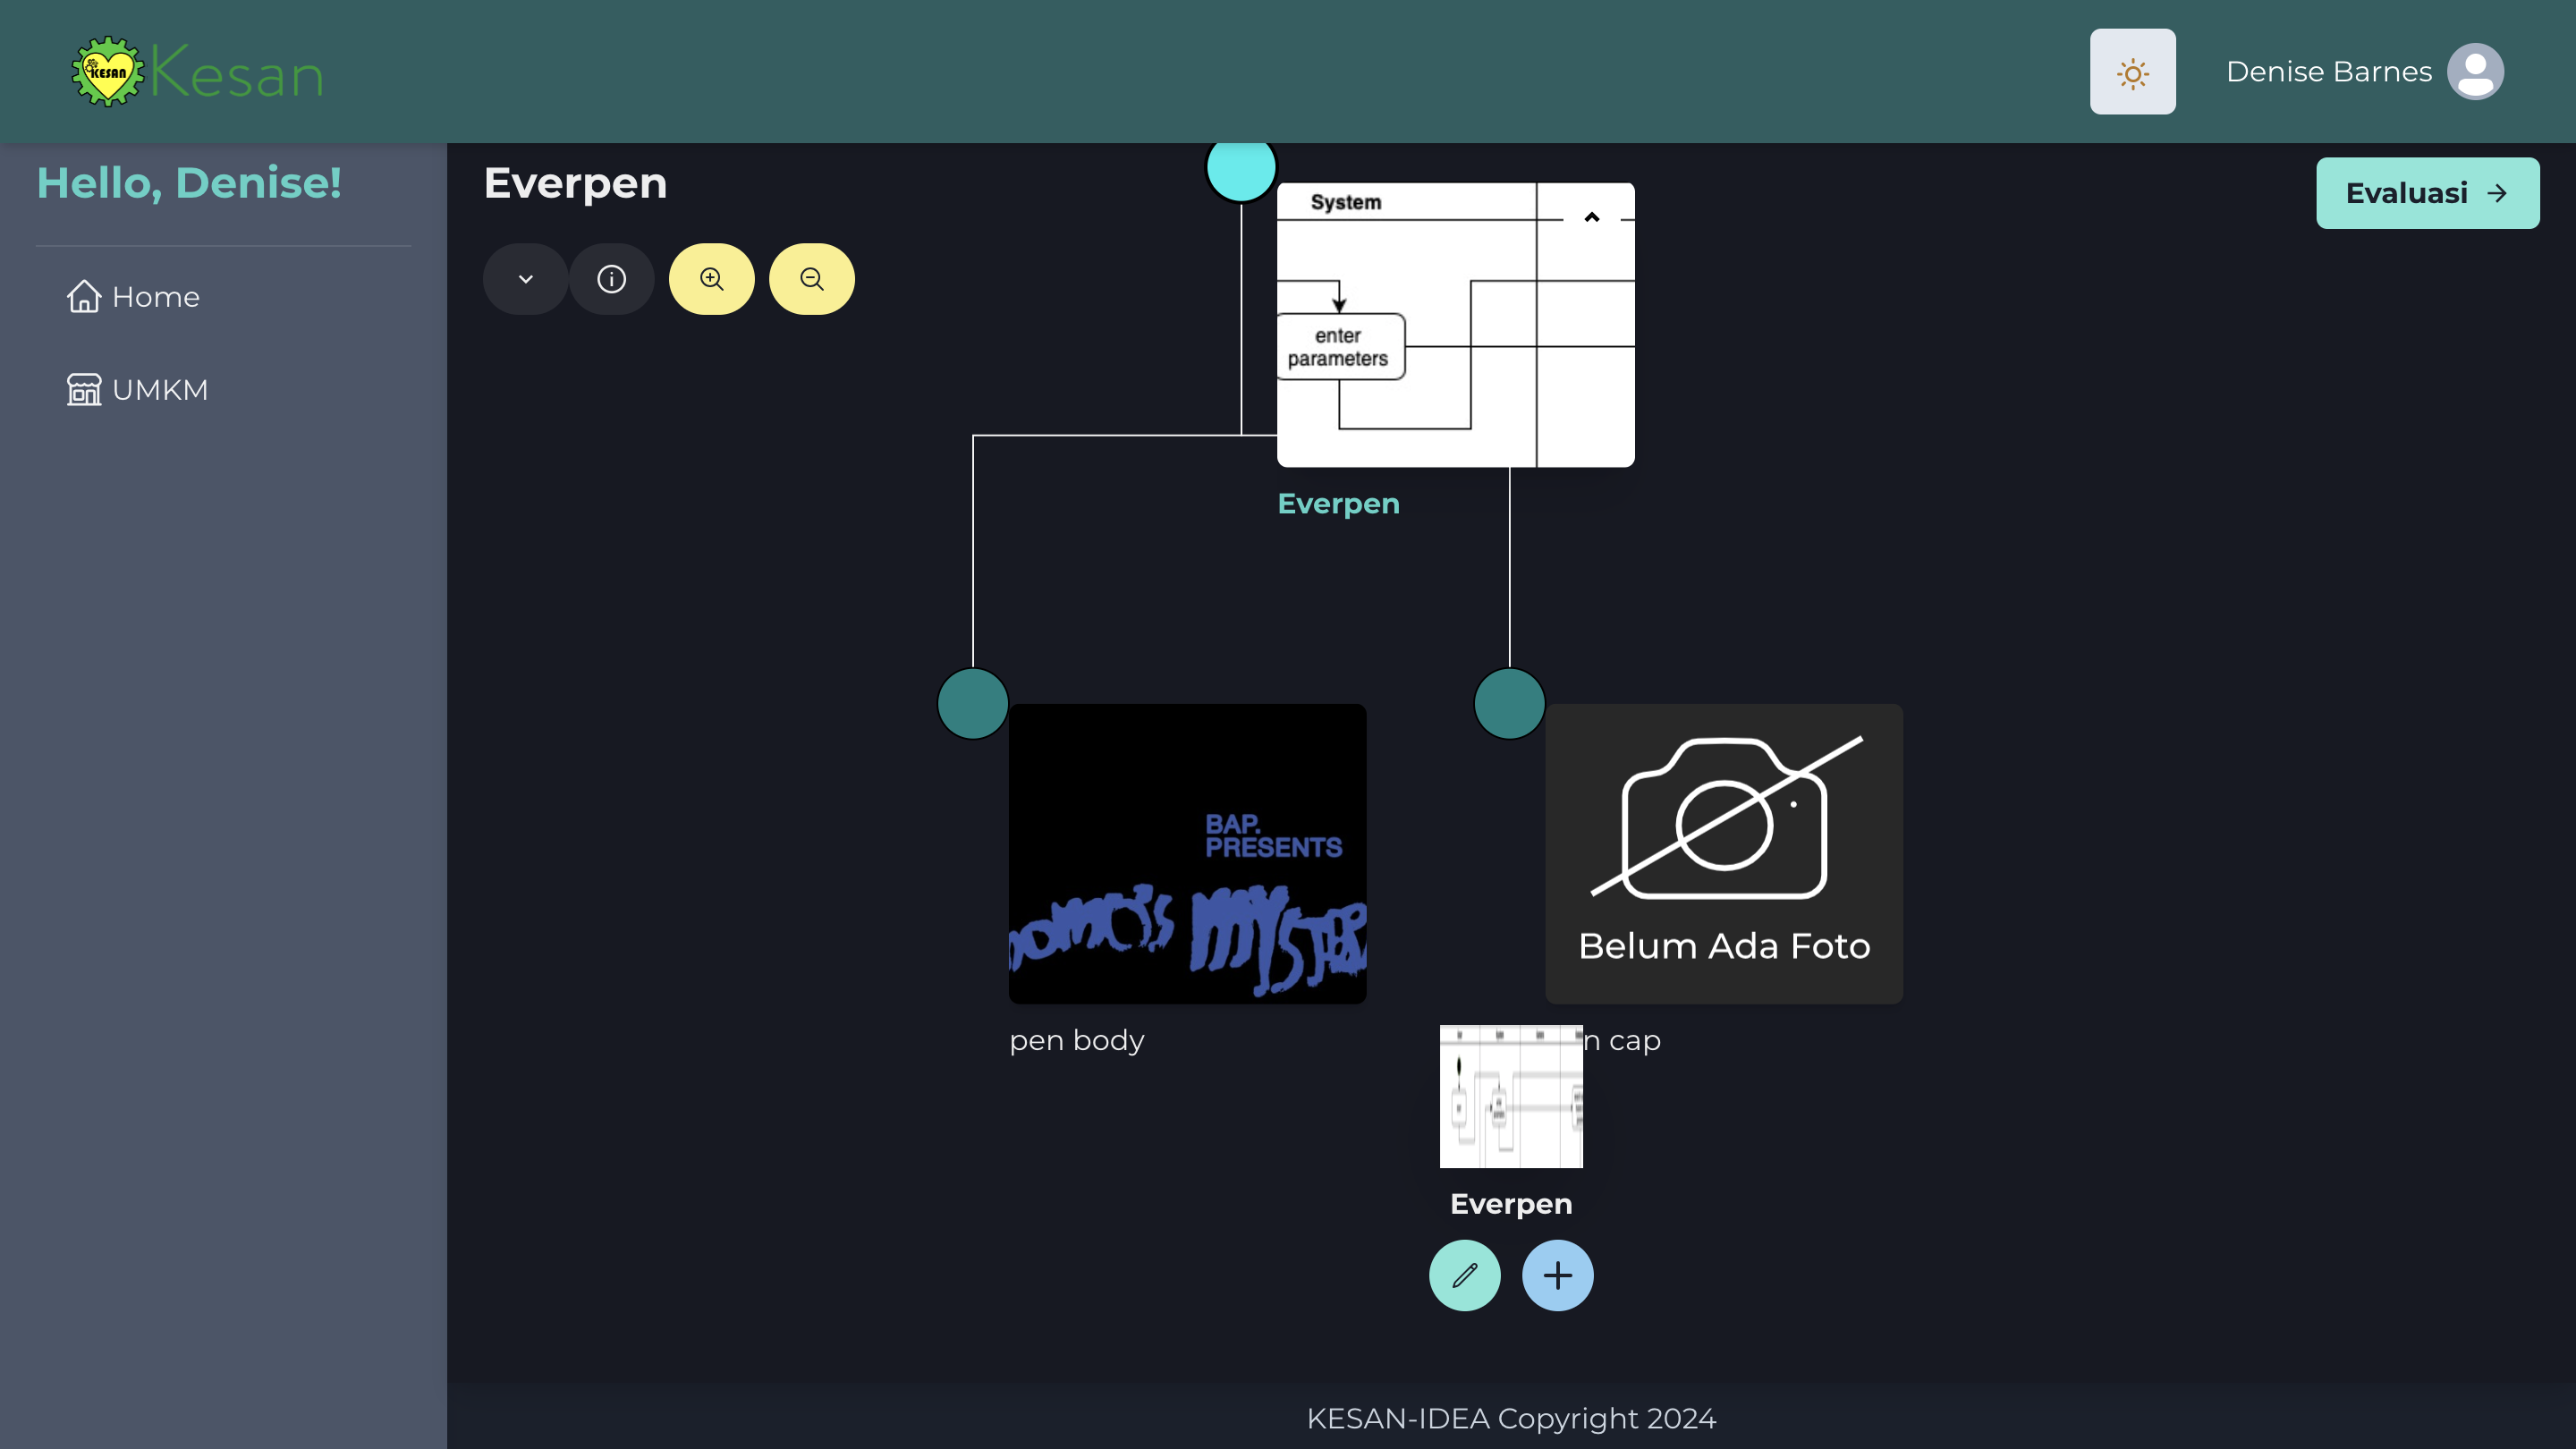 KESAN
Kesan
Denise Barnes
Hello, Denise!
Home
UMKM
Everpen
Evaluasi
System
enter
parameters
Everpen
BAP.
PRESENTS
Belum Ada Foto
pen body
cap
Everpen
KESAN-IDEA Copyright 2024